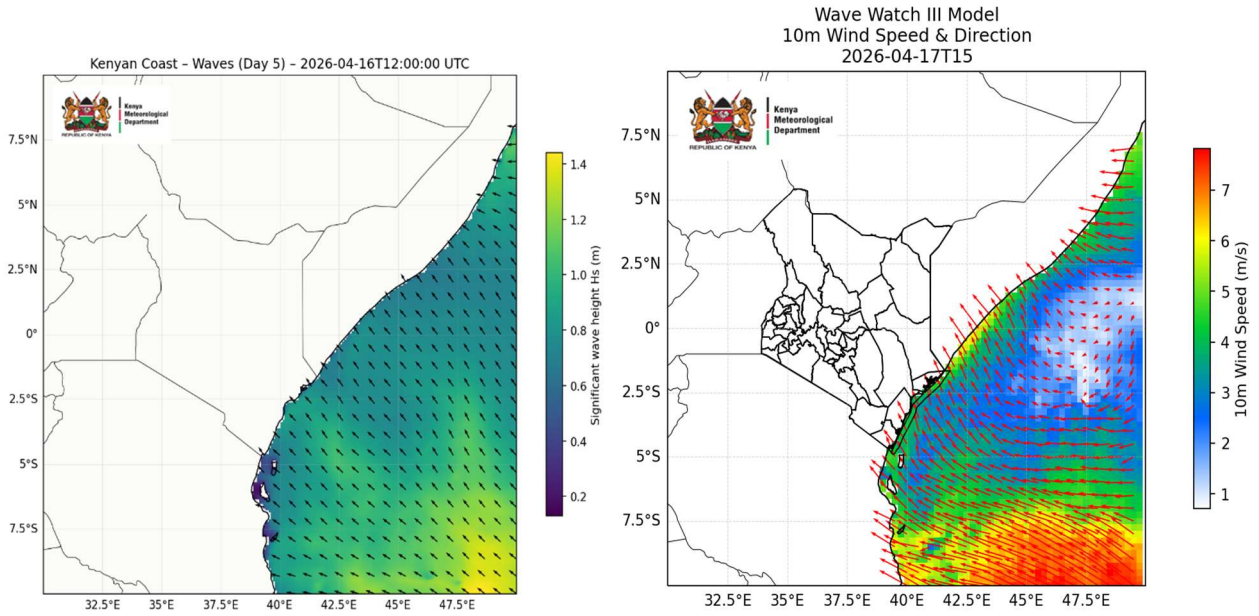 Kenyan Coast – Waves (Day 5) – 2026-04-16T12:00:00 UTC
Kenya
Meteorological
Department
REPUBLIC OF KENYA
7.5°N
5°N
2.5°N
0°
2.5°S
5°S
7.5°S
32.5°E
35°E
37.5°E
40°E
42.5°E
45°E
47.5°E
1.4
1.2
1.0
0.8
0.6
0.4
0.2
Significant wave height Hs (m)
Wave Watch III Model
10m Wind Speed & Direction
2026-04-17T15
Kenya
Meteorological
Department
REPUBLIC OF KENYA
7.5°N
5°N
2.5°N
0°
2.5°S
5°S
7.5°S
32.5°E
35°E
37.5°E
40°E
42.5°E
45°E
47.5°E
7
6
5
4
3
2
1
10m Wind Speed (m/s)